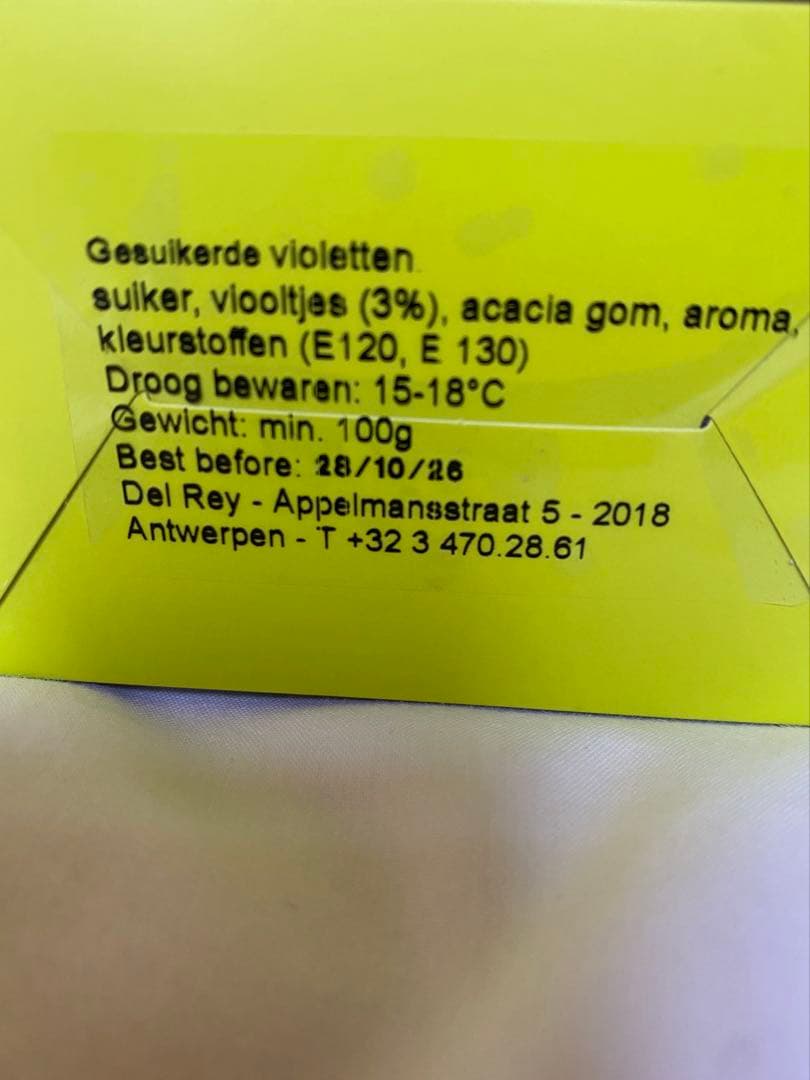 Gesuikerde violetten
suiker, viooltjes (3%), acacia gom, aroma,
kleurstoffen (E120, E 130)
Droog bewaren: 15-18°C
Gewicht: min. 100g
Best before: 28/10/26
Del Rey - Appelmansstraat 5 - 2018
Antwerpen - T +32 3 470.28.61